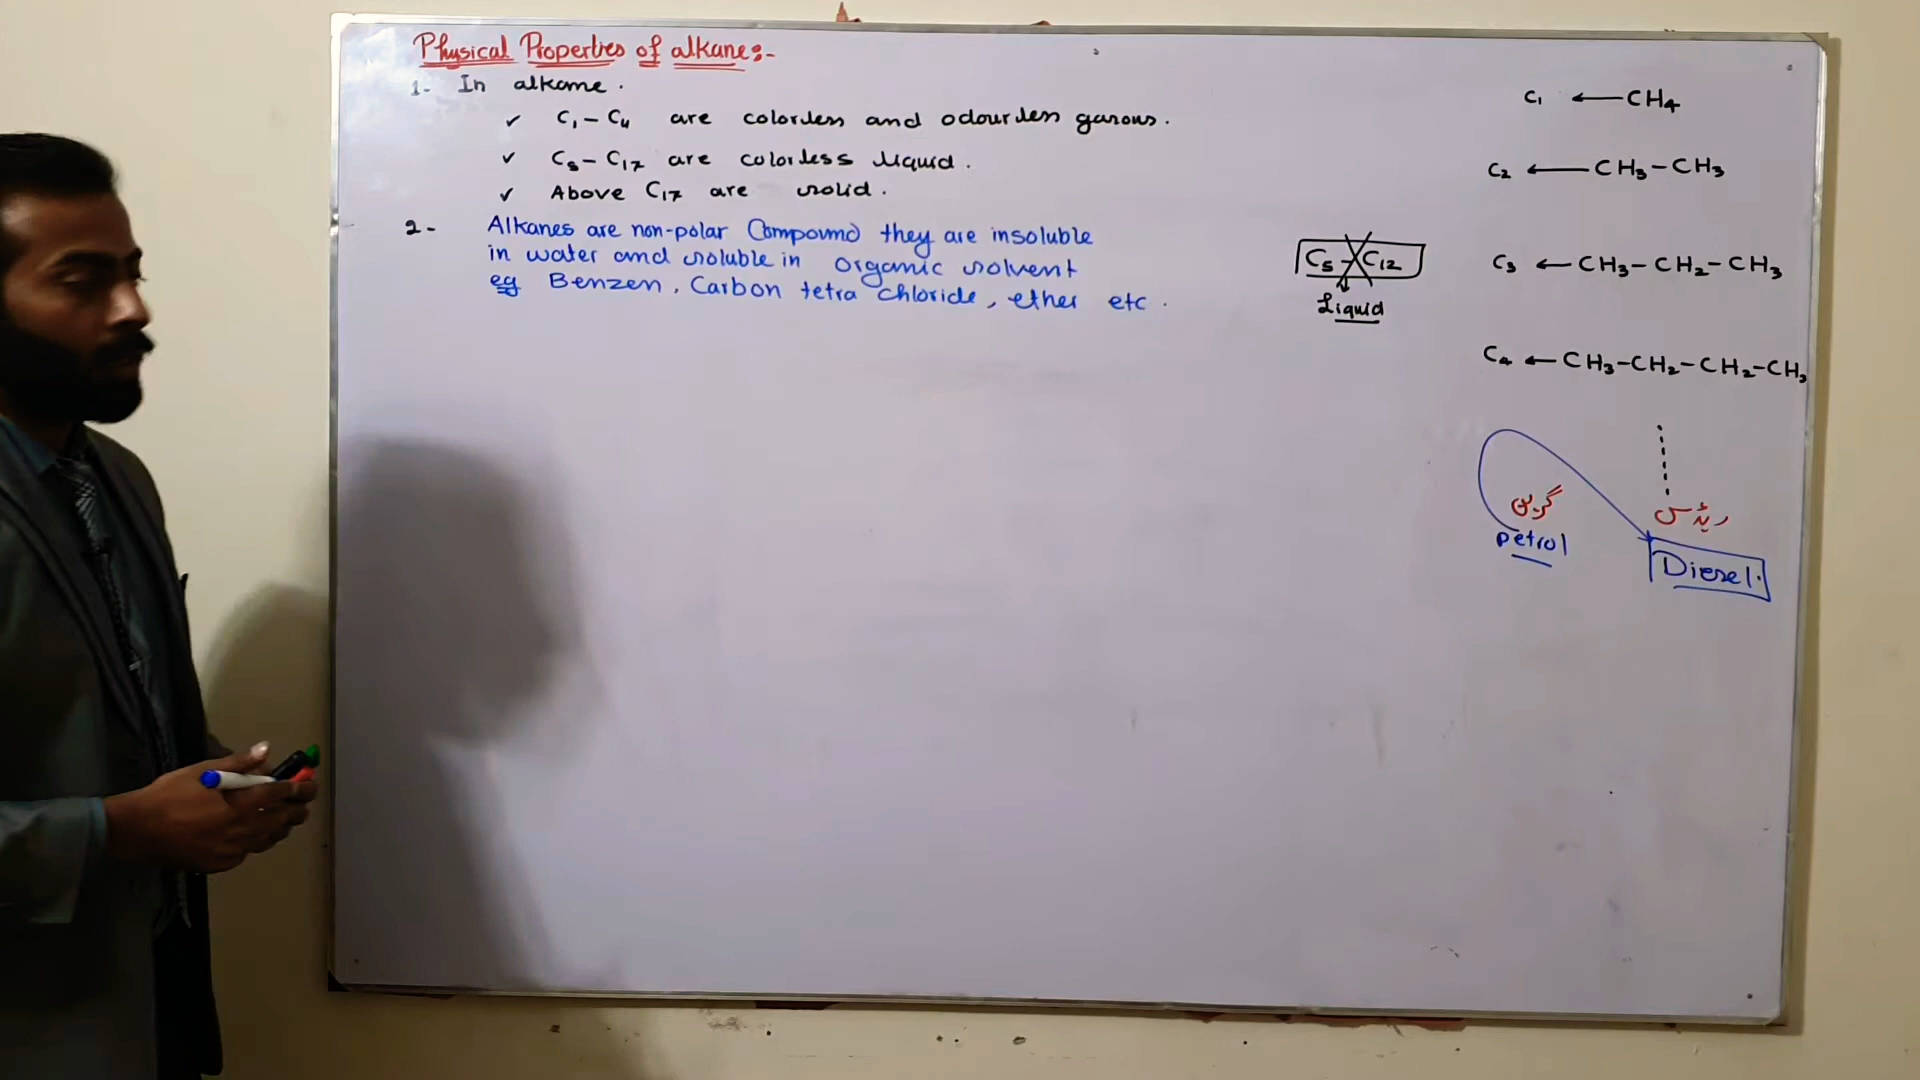 Physical Properties of alkane:-
1- In alkane.
✓ C₁-C₄ are colorless and odourless gasous.
✓ C₅-C₁₇ are colorless liquid.
✓ Above C₁₇ are solid.
2- Alkanes are non-polar Compound they are insoluble
in water and soluble in organic solvent
eg Benzen, Carbon tetra chloride, ether etc.
C₁ ← CH₄
C₂ ← CH₃-CH₃
C₅-C₁₂
Liquid
C₃ ← CH₃-CH₂-CH₃
C₄ ← CH₃-CH₂-CH₂-CH₃
petrol
Diesel.